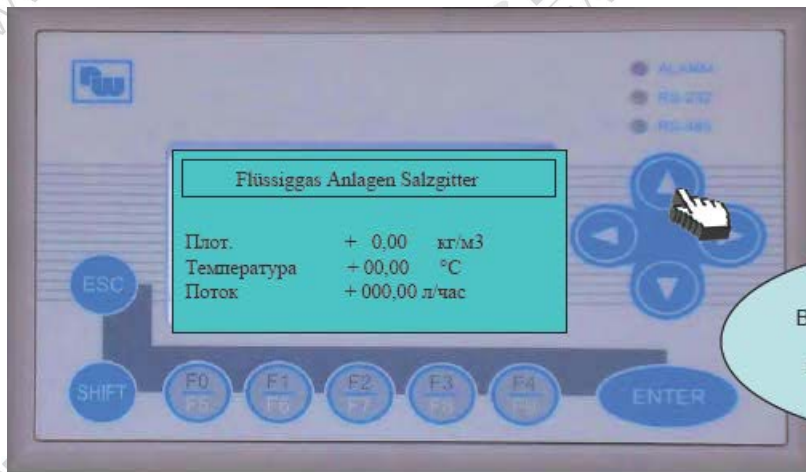 ALARM
RS-232
RS-485
Flüssiggas Anlagen Salzgitter
Плот. + 0,00 кг/м3
Температура + 00,00 °C
Поток + 000,00 л/час
ESC
SHIFT
F0 F1 F2 F3 F4
F5 F6 F7 F8 F9
ENTER
В